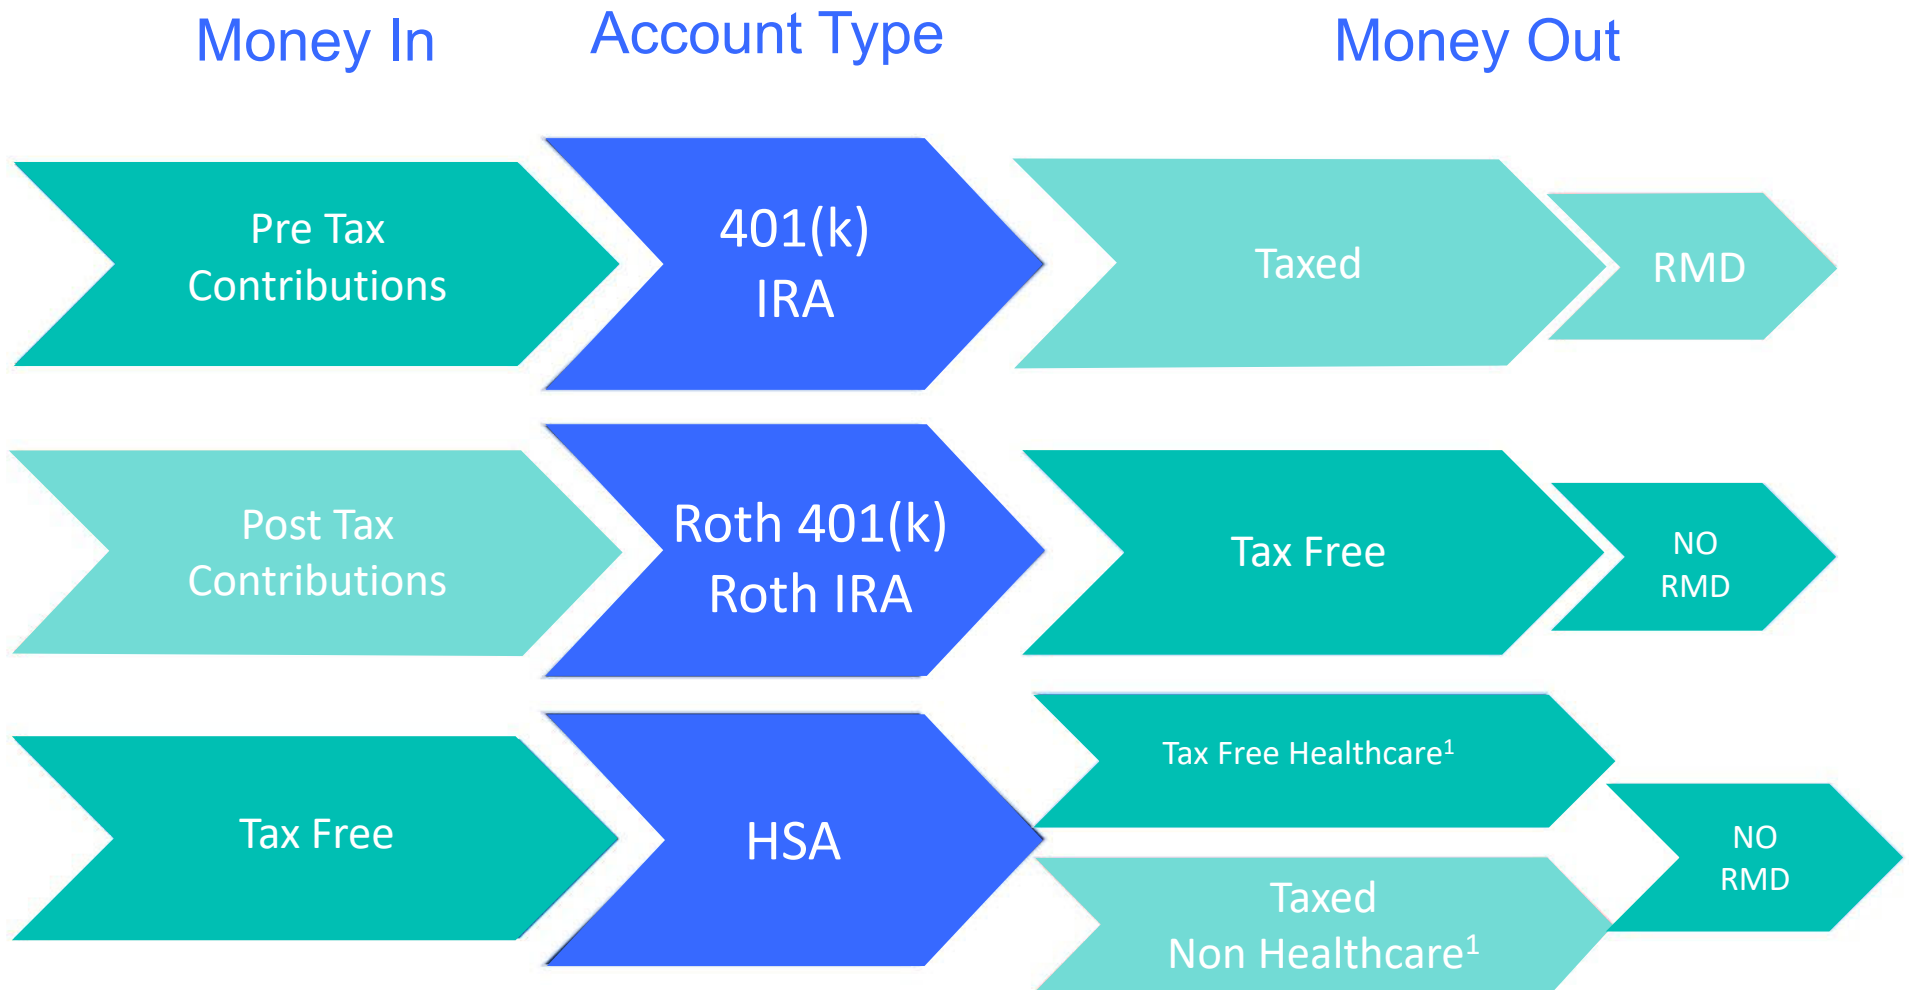 Money In
Account Type
Money Out
Pre Tax
Contributions
401(k)
IRA
Taxed
RMD
Post Tax
Contributions
Roth 401(k)
Roth IRA
Tax Free
NO
RMD
Tax Free
HSA
Tax Free Healthcare¹
Taxed
Non Healthcare¹
NO
RMD